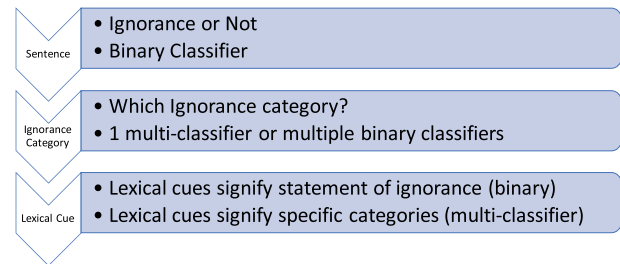 Sentence
• Ignorance or Not
• Binary Classifier
Ignorance
Category
• Which Ignorance category?
• 1 multi-classifier or multiple binary classifiers
Lexical Cue
• Lexical cues signify statement of ignorance (binary)
• Lexical cues signify specific categories (multi-classifier)